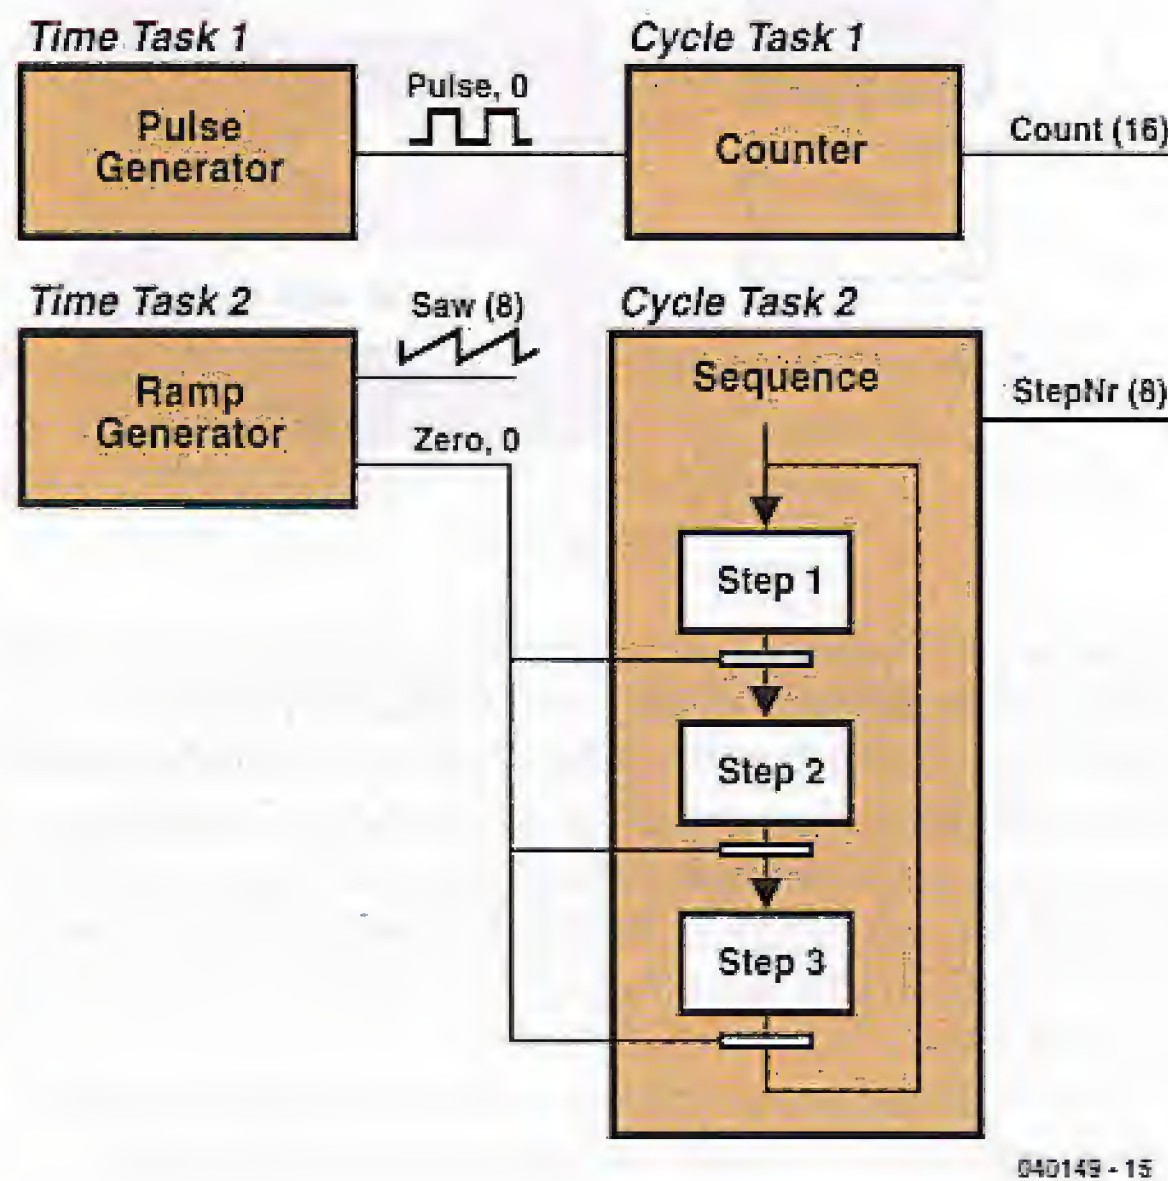 Time Task 1
Cycle Task 1
Pulse
Generator
Pulse, 0
Counter
Count (16)
Time Task 2
Saw (8)
Cycle Task 2
Ramp
Generator
Zero, 0
Sequence
StepNr (8)
Step 1
Step 2
Step 3
040149 - 15